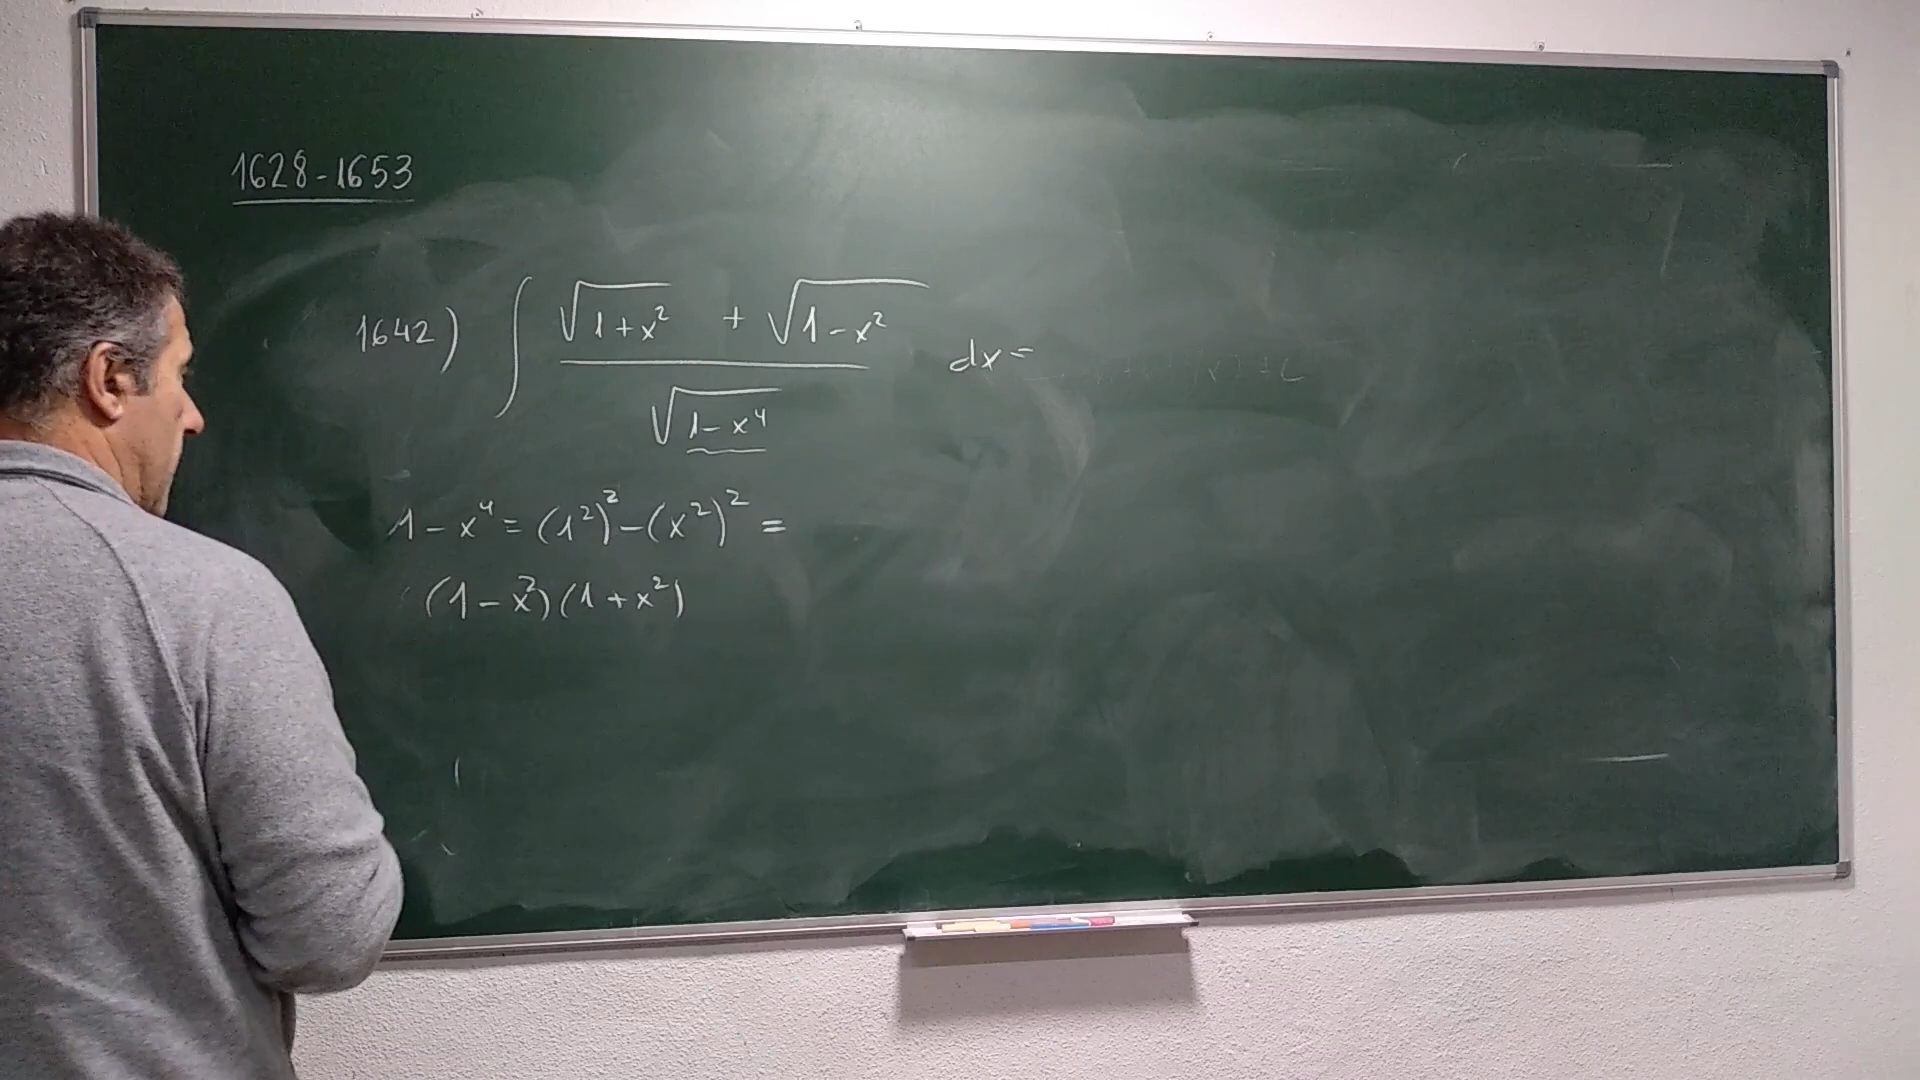 1628-1653
1642) ∫ (√(1+x²) + √(1-x²)) / √(1-x⁴) dx =
1-x⁴ = (1²)² - (x²)² =
(1-x²)(1+x²)